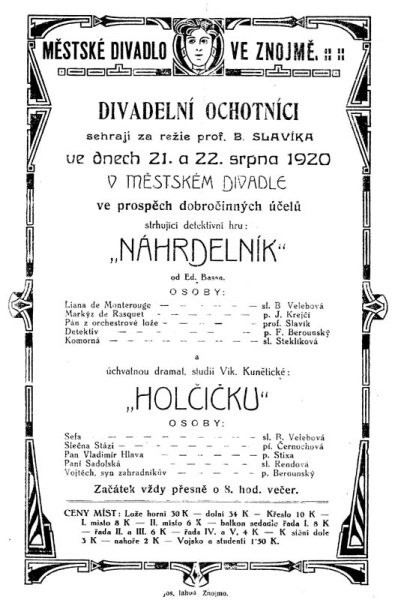 MĚSTSKÉ DIVADLO VE ZNOJMĚ.
DIVADELNÍ OCHOTNÍCI
sehrají za režie prof. B. SLAVÍKA
ve dnech 21. a 22. srpna 1920
V MĚSTSKÉM DIVADLE
ve prospěch dobročinných účelů
strhující detektivní hru:
„NÁHRDELNÍK“
od Ed. Bassa.
OSOBY:
Liana de Monterouge — — — — — sl. B Velebová
Markýz de Rasquet — — — — — p. J. Krejčí
Pán z orchestrové lože — — — — prof. Slavík
Detektiv — — — — — — p. F. Berounský
Komorná — — — — — — sl. Steklíková
a
úchvatnou dramat. studii Vik. Kunětické:
„HOLČIČKU“
OSOBY:
Sefa — — — — — — — sl. B. Velebová
Slečna Stázi — — — — — — pí. Černochová
Pan Vladimír Hlava — — — — — p. Stixa
Paní Sadolská — — — — — — sl. Rendová
Vojtěch, syn zahradníkův — — — — p. Berounský
Začátek vždy přesně o 8. hod. večer.
CENY MÍST: Lože horní 30 K — dolní 34 K — Křeslo 10 K —
I. místo 8 K — II. místo 6 K — balkon sedadlo řada I. 8 K
— řada II. a III 6 K. — řada IV. a V. 4 K — K stání dole
3 K — nahoře 2 K — Vojsko a studenti 1·50 K.
Znojmo.